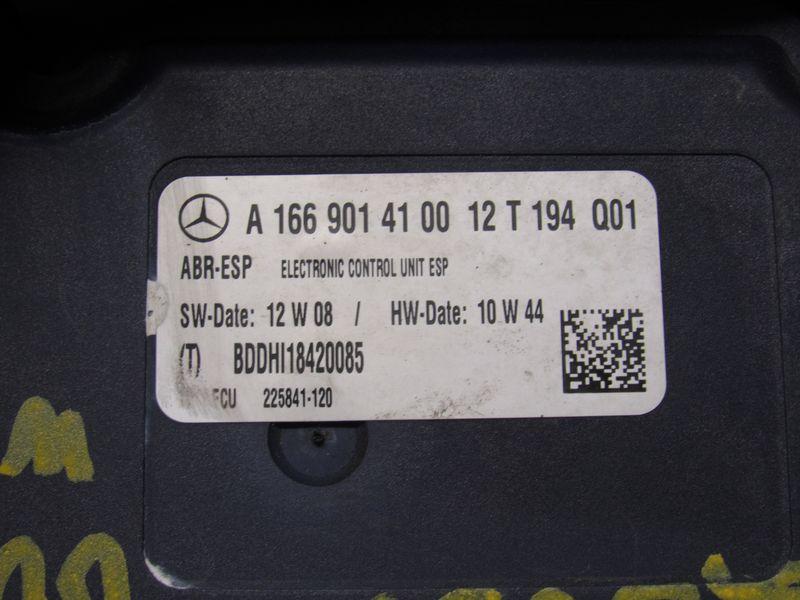 A 166 901 41 00 12 T 194 Q01
ABR-ESP ELECTRONIC CONTROL UNIT ESP
SW-Date: 12 W 08 / HW-Date: 10 W 44
(T) BDDHI18420085
ECU 225841-120
W